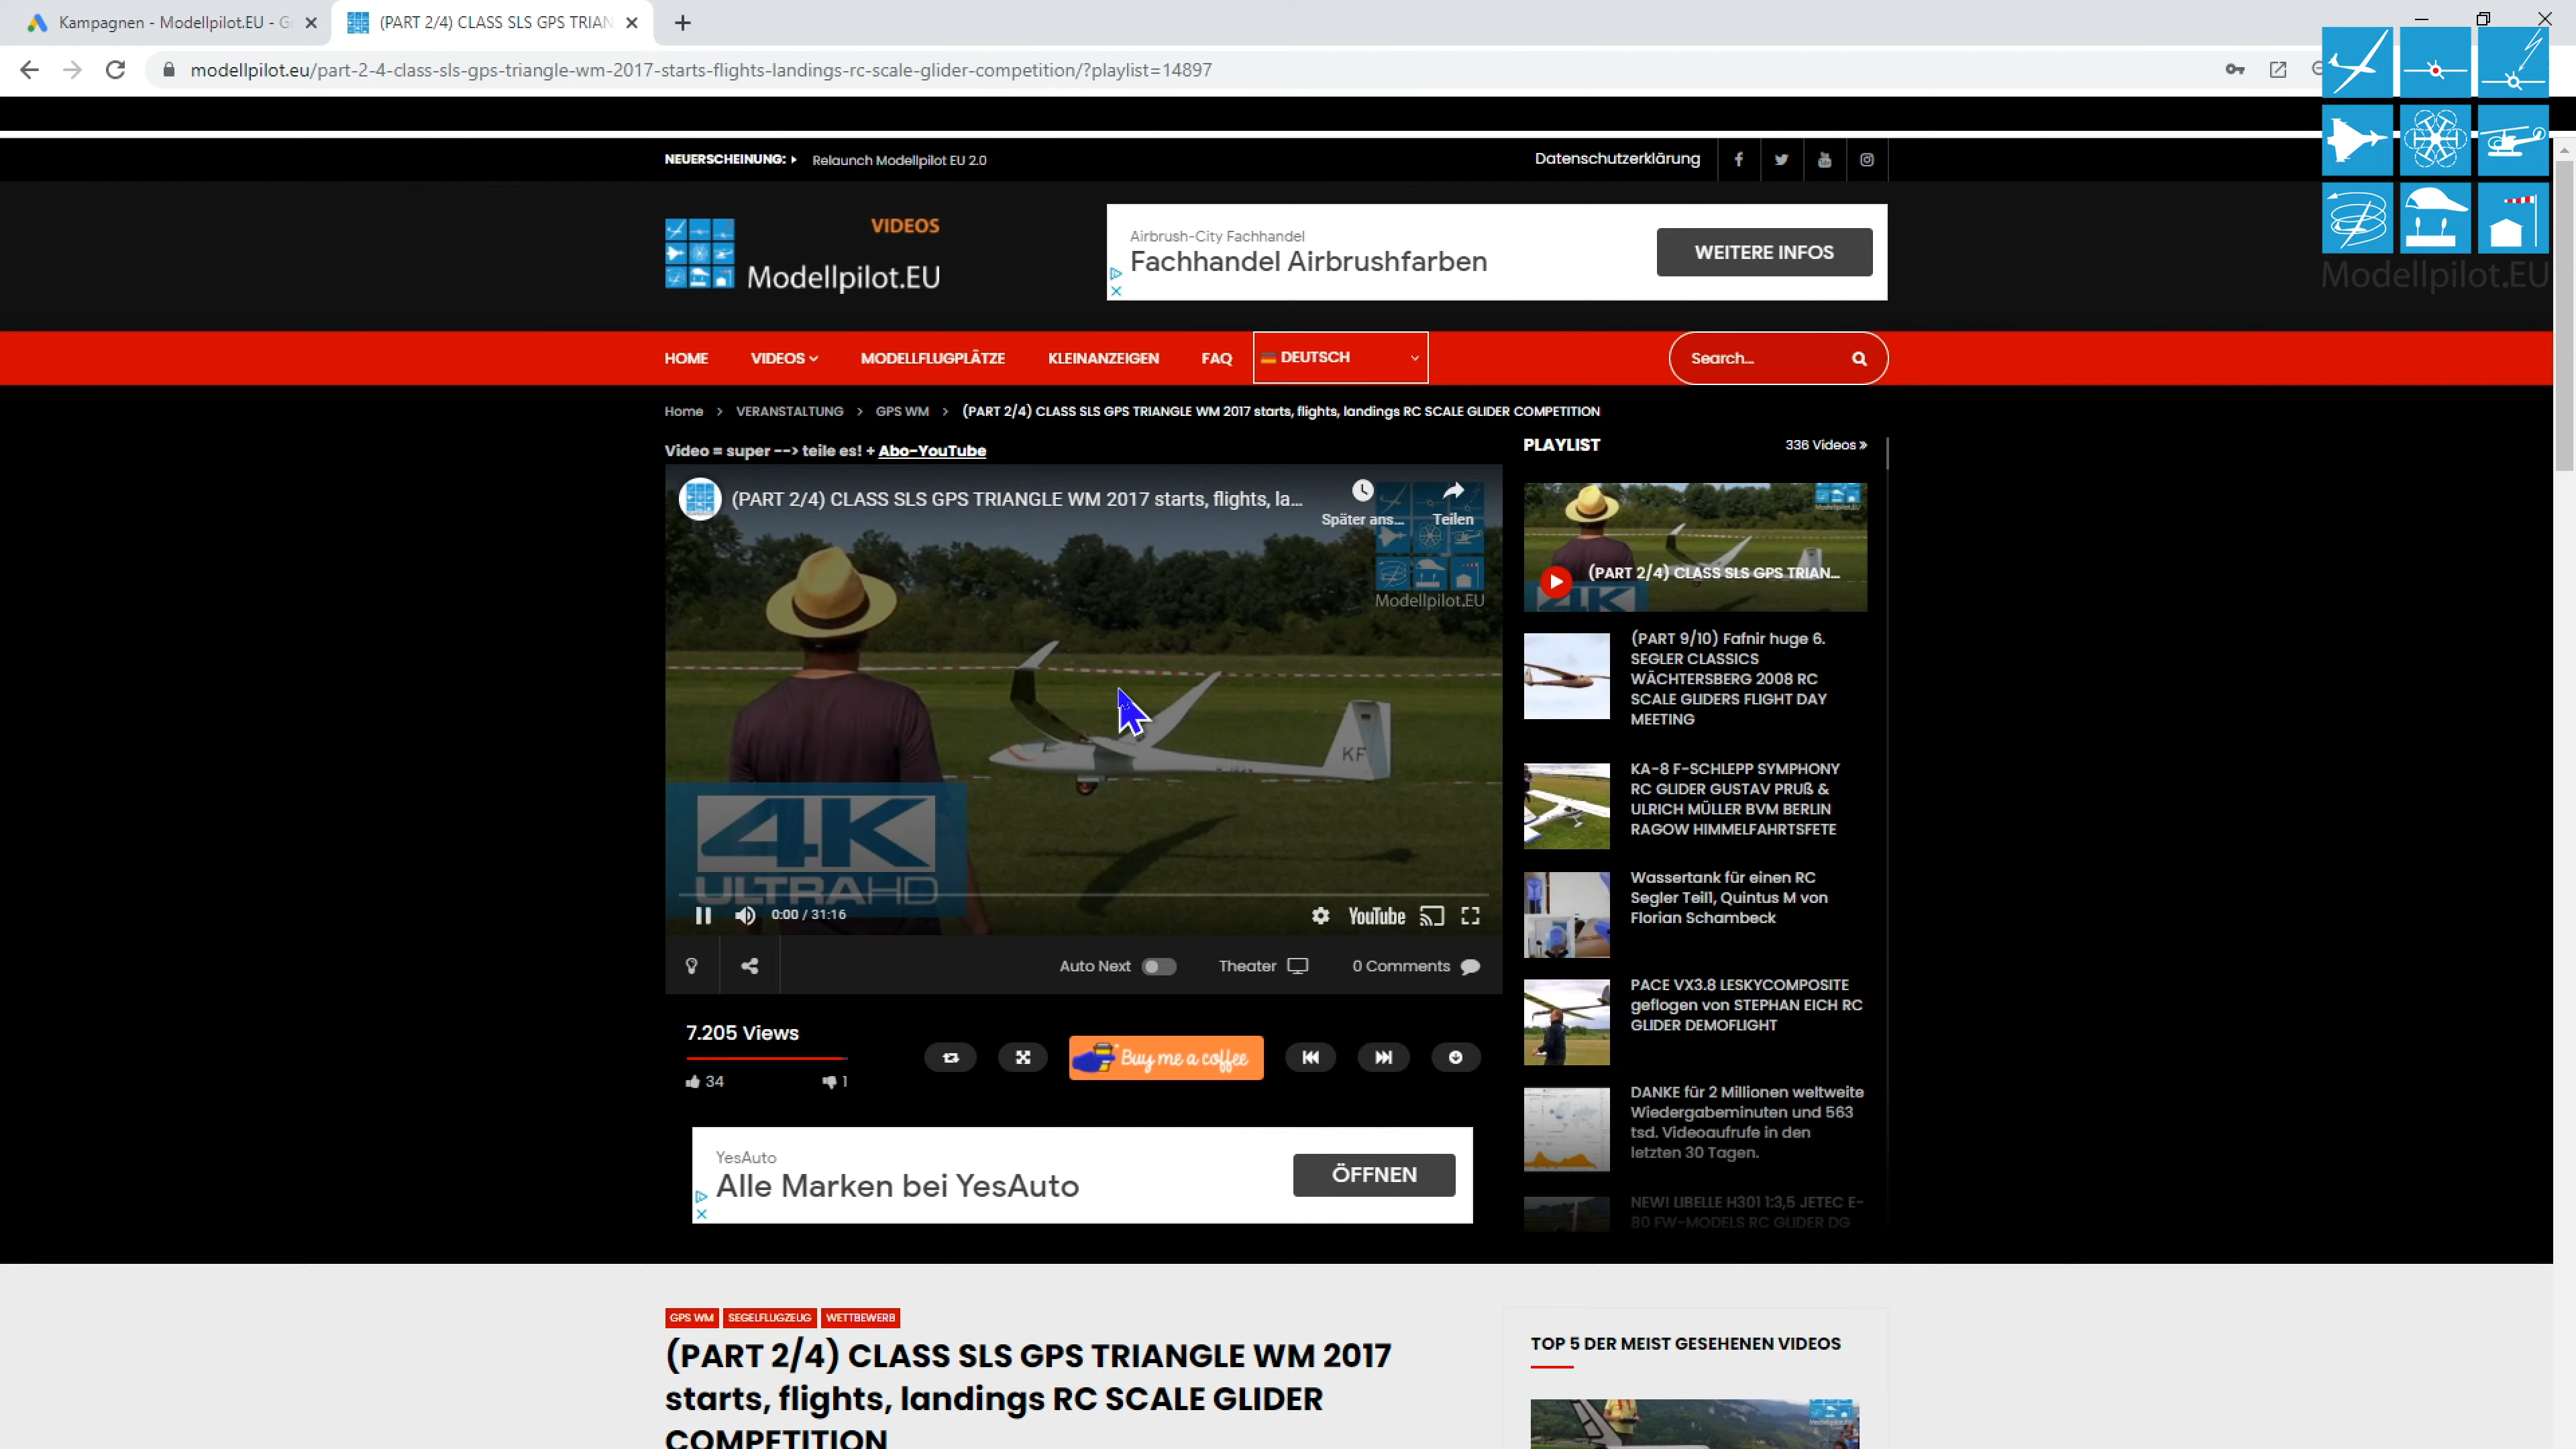 Kampagnen - Modellpilot.EU - G
(PART 2/4) CLASS SLS GPS TRIAN
modellpilot.eu/part-2-4-class-sls-gps-triangle-wm-2017-starts-flights-landings-rc-scale-glider-competition/?playlist=14897
Modellpilot.EU
NEUERSCHEINUNG:
Relaunch Modellpilot EU 2.0
Datenschutzerklärung
VIDEOS
Modellpilot.EU
Airbrush-City Fachhandel
Fachhandel Airbrushfarben
WEITERE INFOS
HOME
VIDEOS
MODELLFLUGPLÄTZE
KLEINANZEIGEN
FAQ
DEUTSCH
Search...
Home > VERANSTALTUNG > GPS WM > (PART 2/4) CLASS SLS GPS TRIANGLE WM 2017 starts, flights, landings RC SCALE GLIDER COMPETITION
Video = super --> teile es! + Abo-YouTube
(PART 2/4) CLASS SLS GPS TRIANGLE WM 2017 starts, flights, la...
Später ans...
Teilen
Modellpilot.EU
KF
4K
ULTRAHD
0:00 / 31:16
YouTube
Auto Next
Theater
0 Comments
7.205 Views
34
1
Buy me a coffee
YesAuto
Alle Marken bei YesAuto
ÖFFNEN
PLAYLIST
336 Videos
(PART 2/4) CLASS SLS GPS TRIAN...
4K
(PART 9/10) Fafnir huge 6.
SEGLER CLASSICS
WÄCHTERSBERG 2008 RC
SCALE GLIDERS FLIGHT DAY
MEETING
KA-8 F-SCHLEPP SYMPHONY
RC GLIDER GUSTAV PRUß &
ULRICH MÜLLER BVM BERLIN
RAGOW HIMMELFAHRTSFETE
Wassertank für einen RC
Segler Teil1, Quintus M von
Florian Schambeck
PACE VX3.8 LESKYCOMPOSITE
geflogen von STEPHAN EICH RC
GLIDER DEMOFLIGHT
DANKE für 2 Millionen weltweite
Wiedergabeminuten und 563
tsd. Videoaufrufe in den
letzten 30 Tagen.
NEW! LIBELLE H301 1:3,5 JETEC E-
80 FW-MODELS RC GLIDER DG
GPS WM
SEGELFLUGZEUG
WETTBEWERB
(PART 2/4) CLASS SLS GPS TRIANGLE WM 2017
starts, flights, landings RC SCALE GLIDER
COMPETITION
TOP 5 DER MEIST GESEHENEN VIDEOS